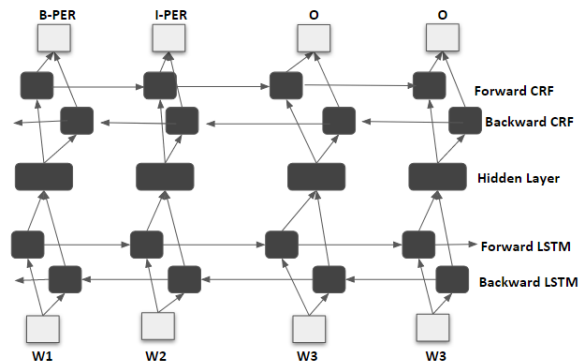 B-PER I-PER O O
Forward CRF
Backward CRF
Hidden Layer
Forward LSTM
Backward LSTM
W1 W2 W3 W3